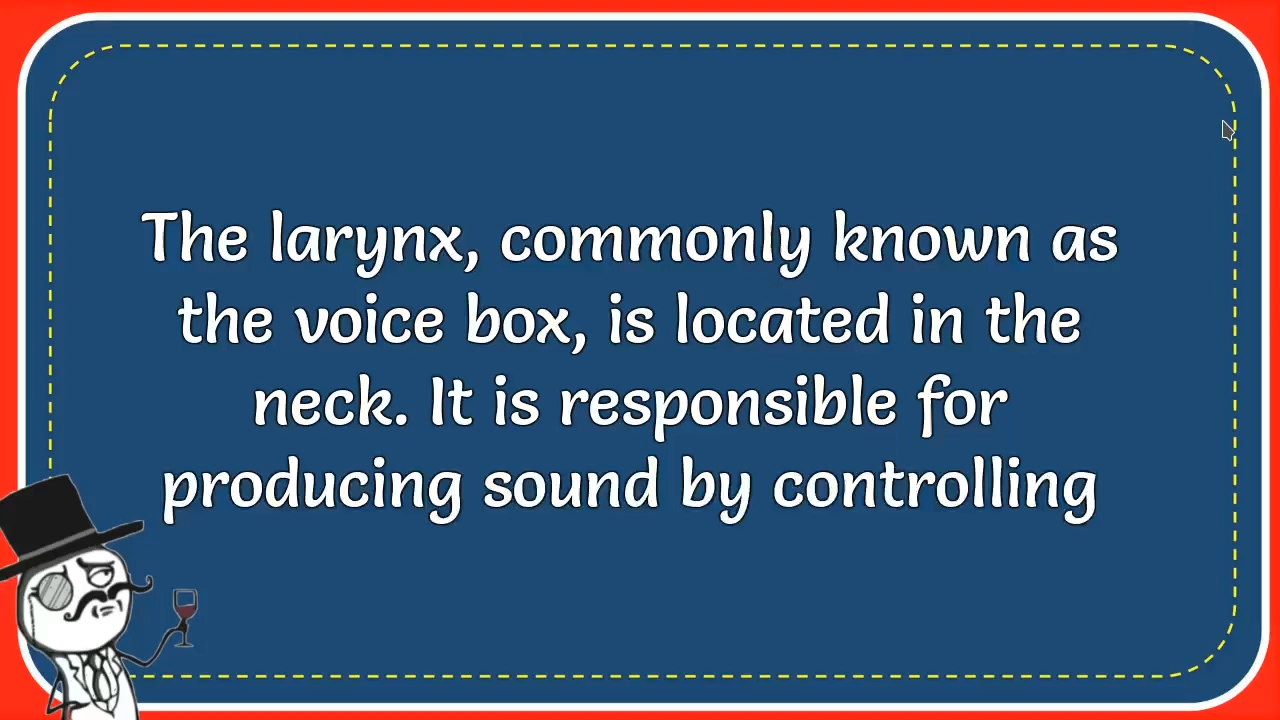 The larynx, commonly known as
the voice box, is located in the
neck. It is responsible for
producing sound by controlling